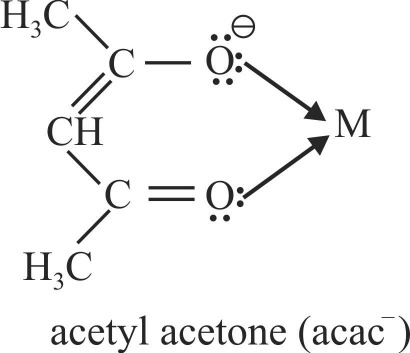 H₃C
C — O:⊖
CH
M
C = O:
H₃C
acetyl acetone (acac⁻)